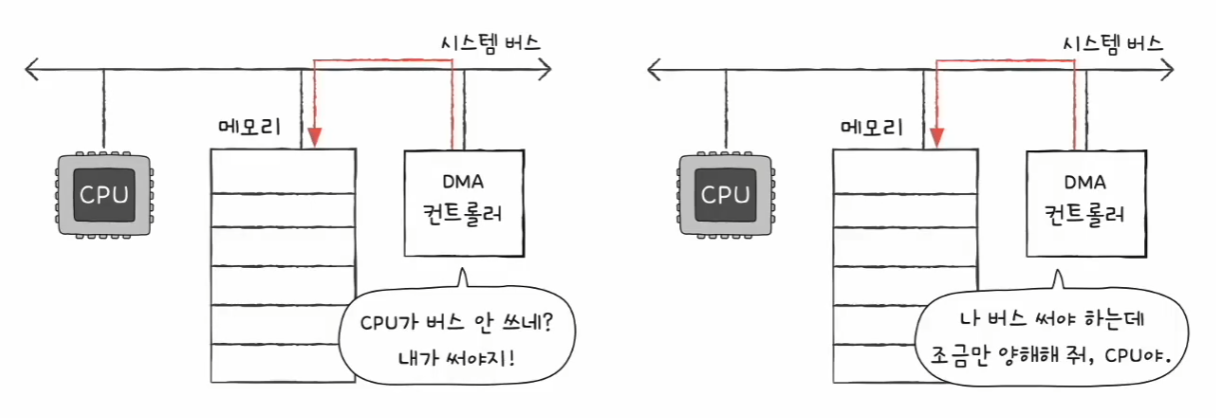 시스템 버스
메모리
CPU
DMA
컨트롤러
CPU가 버스 안 쓰네?
내가 써야지!
시스템 버스
메모리
CPU
DMA
컨트롤러
나 버스 써야 하는데
조금만 양해해 줘, CPU야.